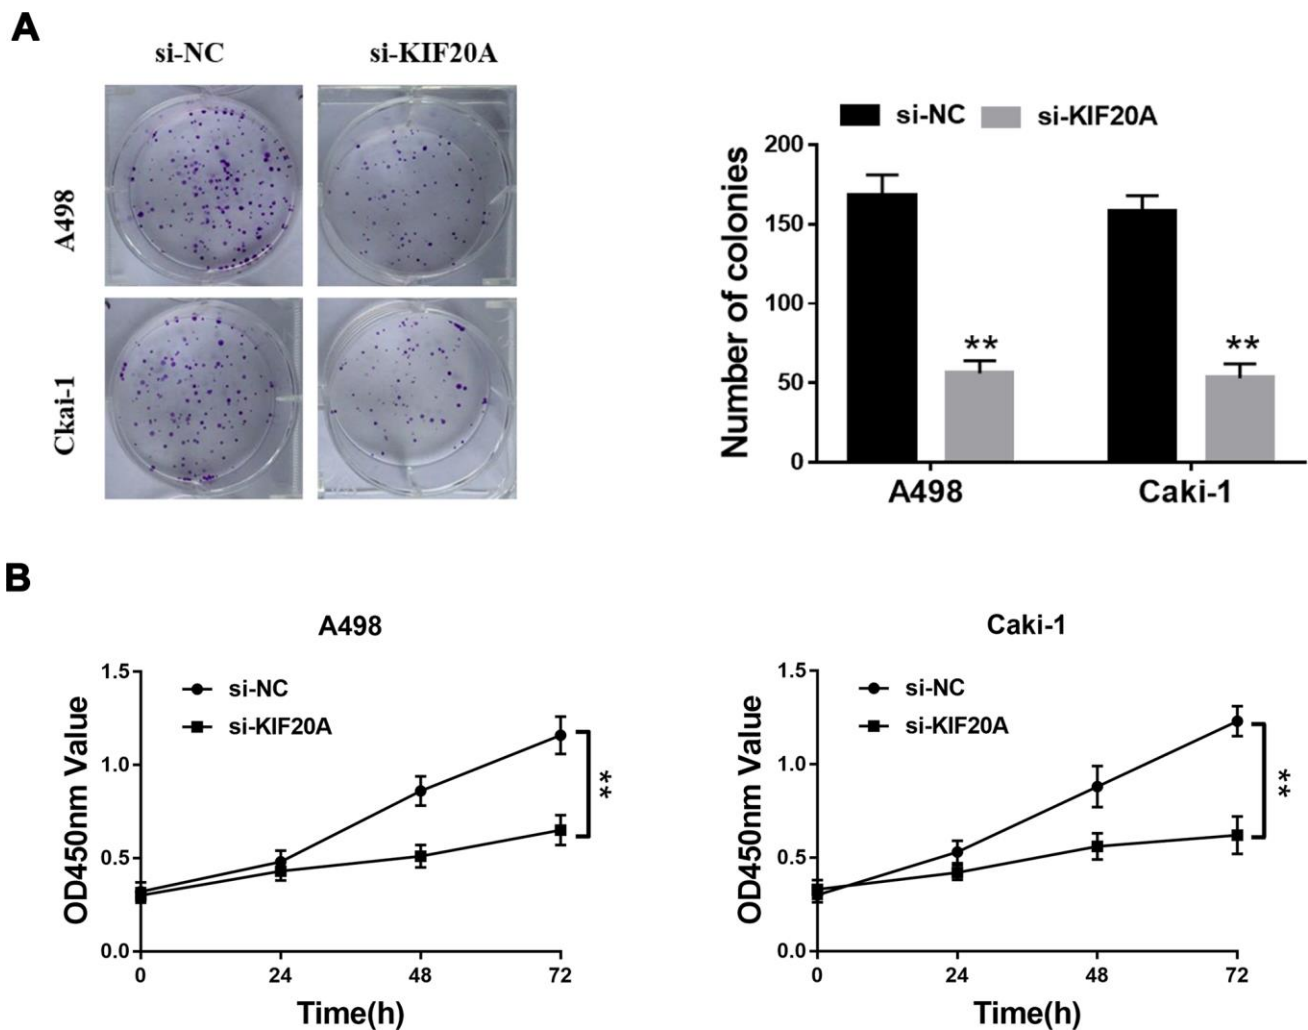 A
si-NC
si-KIF20A
A498
Ckai-1
si-NC
si-KIF20A
Number of colonies
200
150
100
50
0
**
**
A498
Caki-1
B
A498
si-NC
si-KIF20A
OD450nm Value
1.5
1.0
0.5
0.0
**
0
24
48
72
Time(h)
Caki-1
si-NC
si-KIF20A
OD450nm Value
1.5
1.0
0.5
0.0
**
0
24
48
72
Time(h)